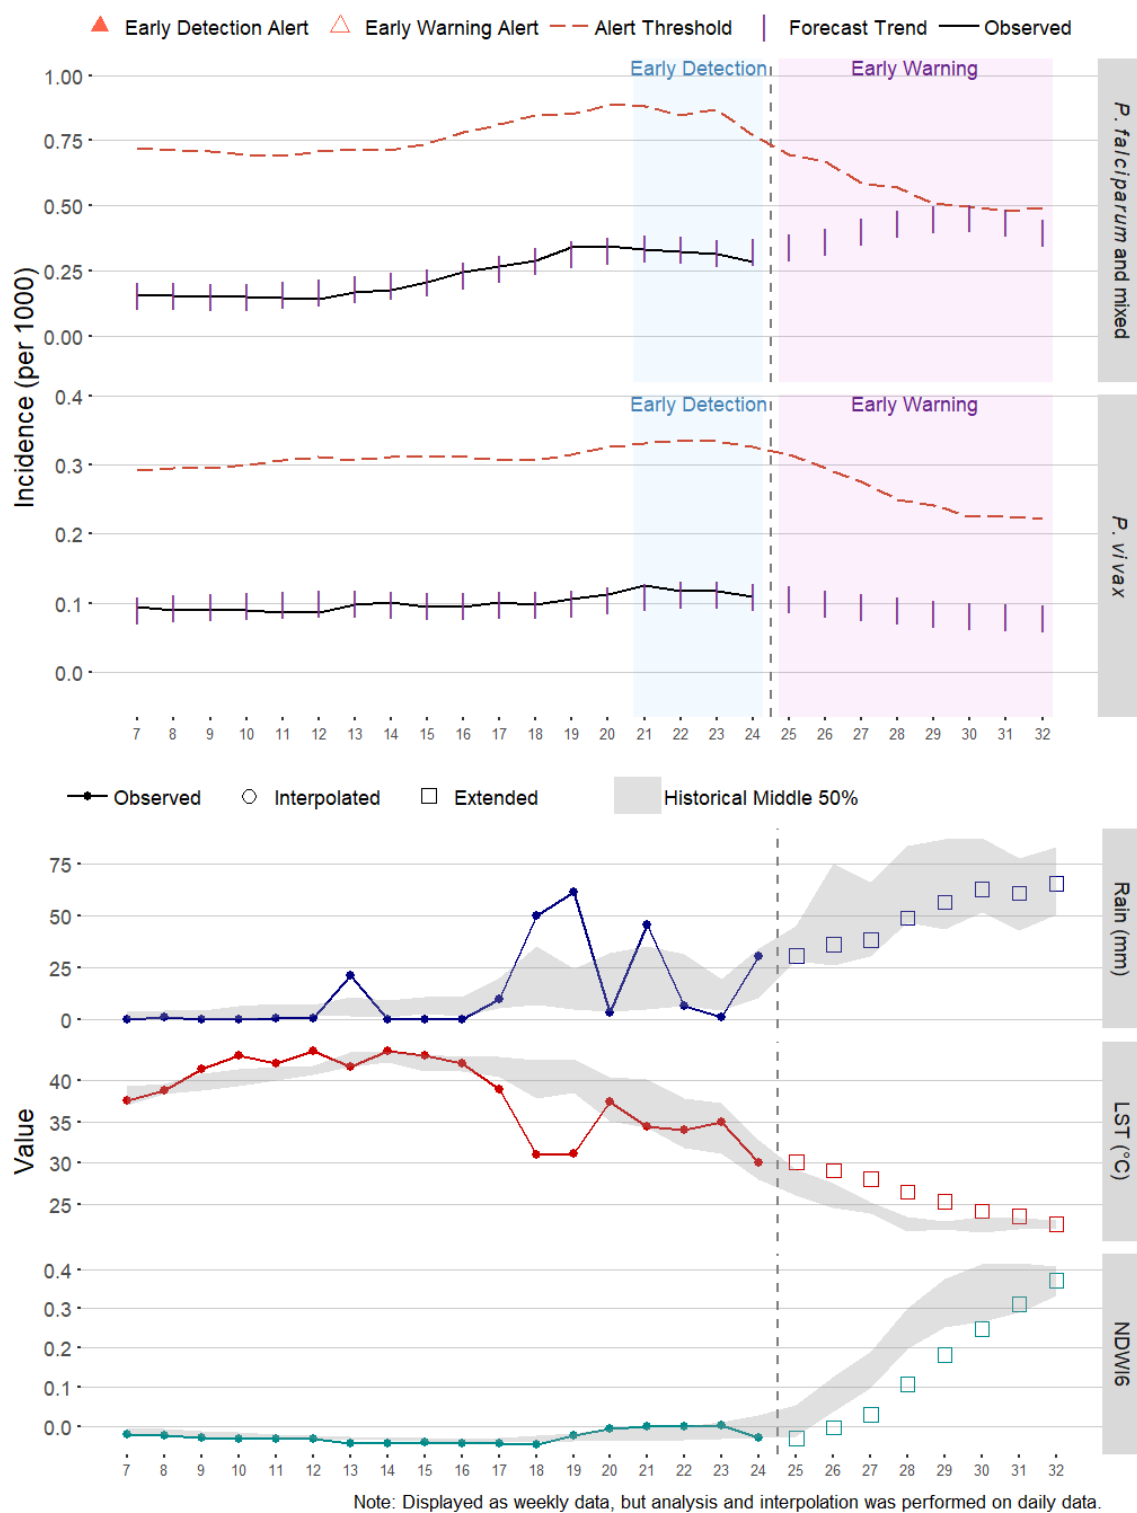 Early Detection Alert Early Warning Alert Alert Threshold Forecast Trend Observed
Incidence (per 1000)
Early Detection Early Warning
1.00
0.75
0.50
0.25
0.00
P. falciparum and mixed
Early Detection Early Warning
0.4
0.3
0.2
0.1
0.0
P. vivax
7 8 9 10 11 12 13 14 15 16 17 18 19 20 21 22 23 24 25 26 27 28 29 30 31 32
Observed Interpolated Extended Historical Middle 50%
Value
75
50
25
0
Rain (mm)
40
35
30
25
LST (°C)
0.4
0.3
0.2
0.1
0.0
NDWI6
7 8 9 10 11 12 13 14 15 16 17 18 19 20 21 22 23 24 25 26 27 28 29 30 31 32
Note: Displayed as weekly data, but analysis and interpolation was performed on daily data.